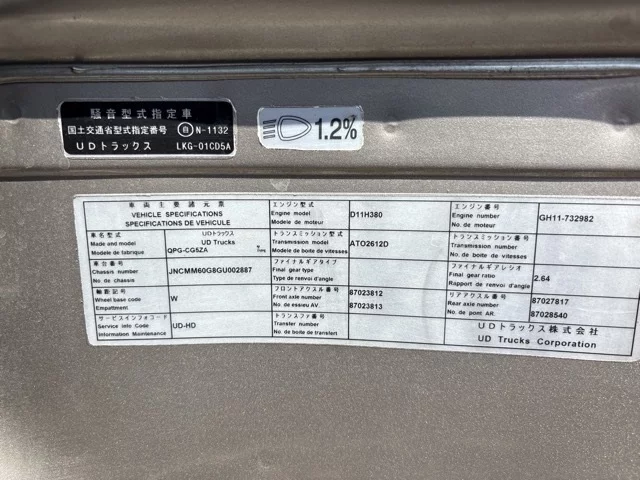 騒音型式指定車
国土交通省型式指定番号 自 N-1132
UDトラックス LKG-01CD5A
1.2%
車両主要諸元票
VEHICLE SPECIFICATIONS
SPECIFICATIONS DE VEHICULE
エンジン型式
Engine model
Modele de moteur
D11H380
エンジン番号
Engine number
No. de moteur
GH11-732982
車名型式
Made and model
Modele de fabrique
UDトラックス
UD Trucks
QPG-CG5ZA
トランスミッション型式
Transmission model
Modele de boite de vitesses
ATO2612D
トランスミッション番号
Transmission number
No. de boite de vitesses
車台番号
Chassis number
No. de chassis
JNCMM60G8GU002887
ファイナルギアタイプ
Final gear type
Type de renvoi d'angle
ファイナルギアレシオ
Final gear ratio
Rapport de renvoi d'angle
2.64
輪距記号
Wheel base code
Empattement
W
フロントアクスル番号
Front axle number
No de essieu AV.
87023812
87023813
リアアクスル番号
Rear axle number
No. de pont AR.
87027817
87028540
サービスインフォコード
Service info Code
Information Maintenance
UD-HD
トランスファ番号
Transfer number
No. de boite de transfert
UDトラックス株式会社
UD Trucks Corporation